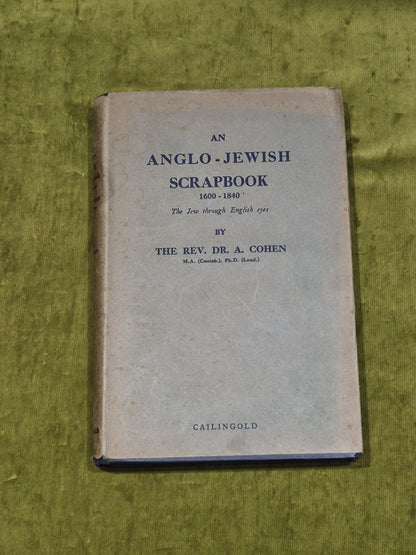 AN
ANGLO-JEWISH
SCRAPBOOK
1600-1840
The Jew through English eyes
BY
THE REV. DR. A. COHEN
M.A. (Cantab.), Ph.D. (Lond.)
CAILINGOLD